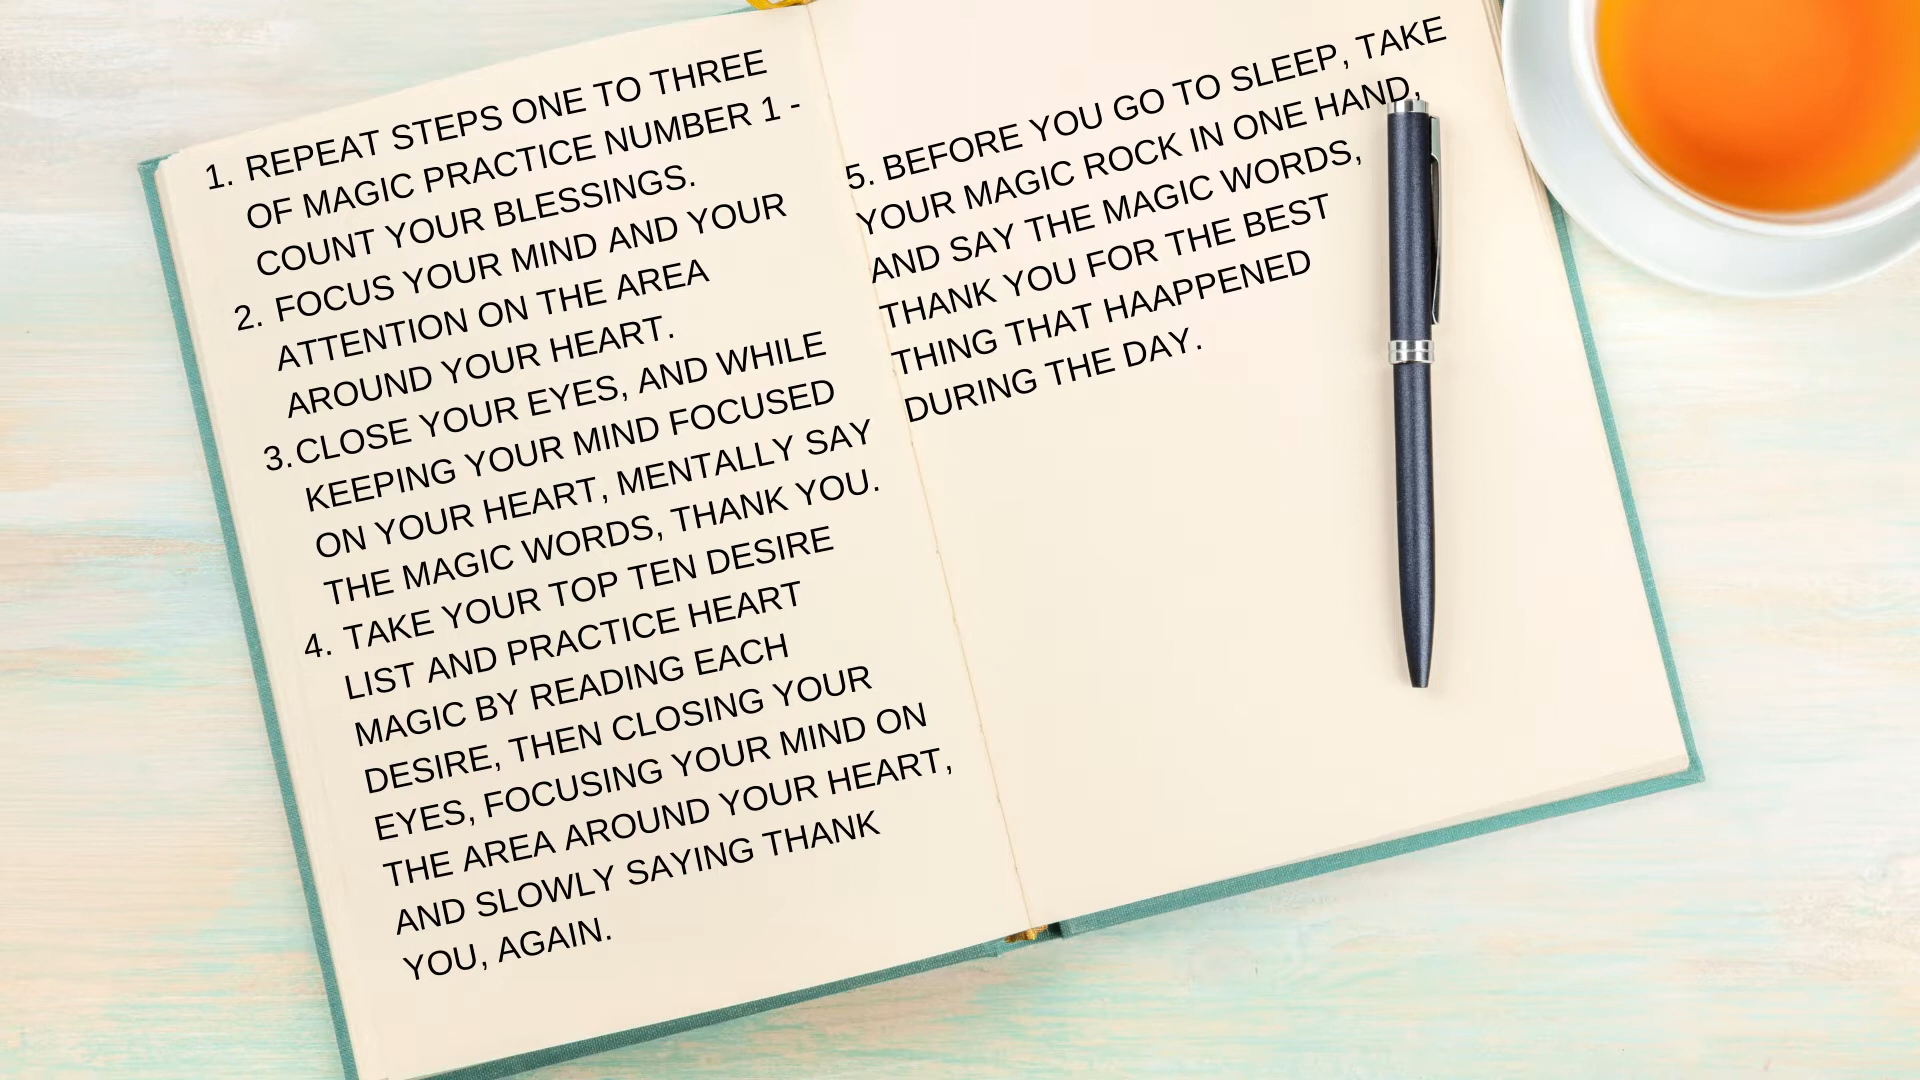 1. REPEAT STEPS ONE TO THREE
OF MAGIC PRACTICE NUMBER 1 -
COUNT YOUR BLESSINGS.
2. FOCUS YOUR MIND AND YOUR
ATTENTION ON THE AREA
AROUND YOUR HEART.
3. CLOSE YOUR EYES, AND WHILE
KEEPING YOUR MIND FOCUSED
ON YOUR HEART, MENTALLY SAY
THE MAGIC WORDS, THANK YOU.
4. TAKE YOUR TOP TEN DESIRE
LIST AND PRACTICE HEART
MAGIC BY READING EACH
DESIRE, THEN CLOSING YOUR
EYES, FOCUSING YOUR MIND ON
THE AREA AROUND YOUR HEART,
AND SLOWLY SAYING THANK
YOU, AGAIN.
5. BEFORE YOU GO TO SLEEP, TAKE
YOUR MAGIC ROCK IN ONE HAND,
AND SAY THE MAGIC WORDS,
THANK YOU FOR THE BEST
THING THAT HAAPPENED
DURING THE DAY.